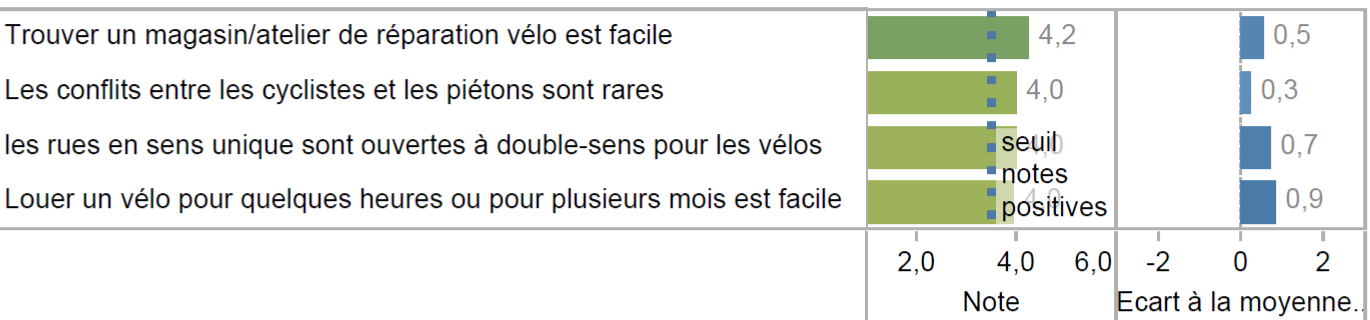 Trouver un magasin/atelier de réparation vélo est facile 4,2 0,5
Les conflits entre les cyclistes et les piétons sont rares 4,0 0,3
les rues en sens unique sont ouvertes à double-sens pour les vélos 4,0 0,7
seuil
notes
positives
Louer un vélo pour quelques heures ou pour plusieurs mois est facile 0,9
2,0 4,0 6,0 -2 0 2
Note Ecart à la moyenne..